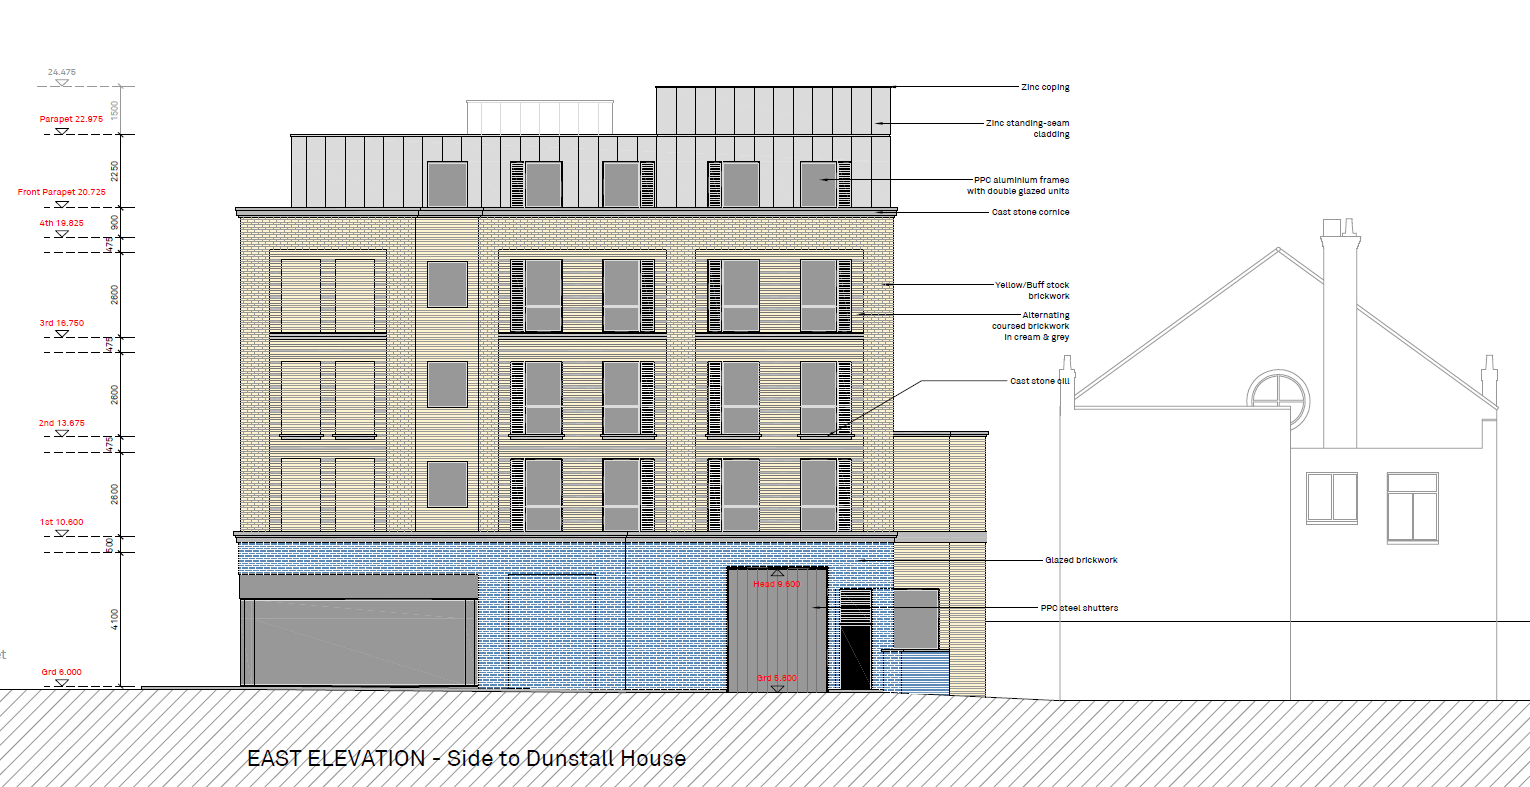 24.475
1500
Zinc coping
Parapet 22.975
Zinc standing-seam
cladding
2250
PPC aluminium frames
with double glazed units
Front Parapet 20.725
Cast stone cornice
900
4th 19.825
475
Yellow/Buff stock
brickwork
2600
Alternating
coursed brickwork
in cream & grey
3rd 16.750
475
Cast stone cill
2600
2nd 13.675
475
2600
1st 10.600
500
Glazed brickwork
Head 9.600
PPC steel shutters
4100
et
Grd 6.000
Grd 5.800
EAST ELEVATION - Side to Dunstall House